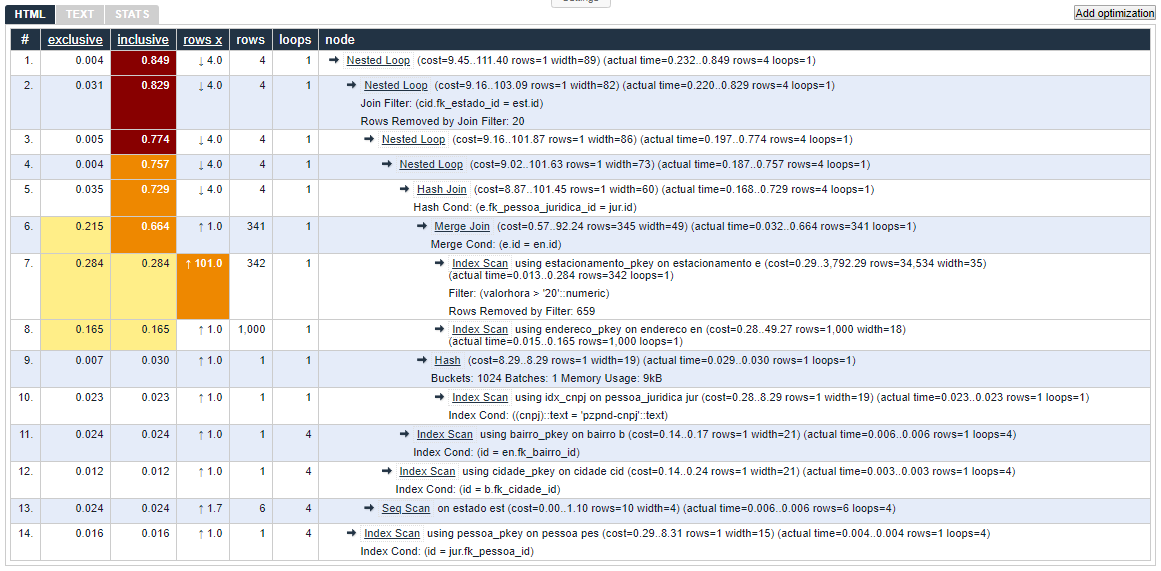 HTML TEXT STATS Add optimization
# exclusive inclusive rows x rows loops node
1. 0.004 0.849 ↓ 4.0 4 1 ➔ Nested Loop (cost=9.45..111.40 rows=1 width=89) (actual time=0.232..0.849 rows=4 loops=1)
2. 0.031 0.829 ↓ 4.0 4 1 ➔ Nested Loop (cost=9.16..103.09 rows=1 width=82) (actual time=0.220..0.829 rows=4 loops=1)
Join Filter: (cid.fk_estado_id = est.id)
Rows Removed by Join Filter: 20
3. 0.005 0.774 ↓ 4.0 4 1 ➔ Nested Loop (cost=9.16..101.87 rows=1 width=86) (actual time=0.197..0.774 rows=4 loops=1)
4. 0.004 0.757 ↓ 4.0 4 1 ➔ Nested Loop (cost=9.02..101.63 rows=1 width=73) (actual time=0.187..0.757 rows=4 loops=1)
5. 0.035 0.729 ↓ 4.0 4 1 ➔ Hash Join (cost=8.87..101.45 rows=1 width=60) (actual time=0.168..0.729 rows=4 loops=1)
Hash Cond: (e.fk_pessoa_juridica_id = jur.id)
6. 0.215 0.664 ↑ 1.0 341 1 ➔ Merge Join (cost=0.57..92.24 rows=345 width=49) (actual time=0.032..0.664 rows=341 loops=1)
Merge Cond: (e.id = en.id)
7. 0.284 0.284 ↑ 101.0 342 1 ➔ Index Scan using estacionamento_pkey on estacionamento e (cost=0.29..3,792.29 rows=34,534 width=35)
(actual time=0.013..0.284 rows=342 loops=1)
Filter: (valorhora > '20'::numeric)
Rows Removed by Filter: 659
8. 0.165 0.165 ↑ 1.0 1,000 1 ➔ Index Scan using endereco_pkey on endereco en (cost=0.28..49.27 rows=1,000 width=18)
(actual time=0.015..0.165 rows=1,000 loops=1)
9. 0.007 0.030 ↑ 1.0 1 1 ➔ Hash (cost=8.29..8.29 rows=1 width=19) (actual time=0.029..0.030 rows=1 loops=1)
Buckets: 1024 Batches: 1 Memory Usage: 9kB
10. 0.023 0.023 ↑ 1.0 1 1 ➔ Index Scan using idx_cnpj on pessoa_juridica jur (cost=0.28..8.29 rows=1 width=19) (actual time=0.023..0.023 rows=1 loops=1)
Index Cond: ((cnpj)::text = 'pzpnd-cnpj'::text)
11. 0.024 0.024 ↑ 1.0 1 4 ➔ Index Scan using bairro_pkey on bairro b (cost=0.14..0.17 rows=1 width=21) (actual time=0.006..0.006 rows=1 loops=4)
Index Cond: (id = en.fk_bairro_id)
12. 0.012 0.012 ↑ 1.0 1 4 ➔ Index Scan using cidade_pkey on cidade cid (cost=0.14..0.24 rows=1 width=21) (actual time=0.003..0.003 rows=1 loops=4)
Index Cond: (id = b.fk_cidade_id)
13. 0.024 0.024 ↑ 1.7 6 4 ➔ Seq Scan on estado est (cost=0.00..1.10 rows=10 width=4) (actual time=0.006..0.006 rows=6 loops=4)
14. 0.016 0.016 ↑ 1.0 1 4 ➔ Index Scan using pessoa_pkey on pessoa pes (cost=0.29..8.31 rows=1 width=15) (actual time=0.004..0.004 rows=1 loops=4)
Index Cond: (id = jur.fk_pessoa_id)